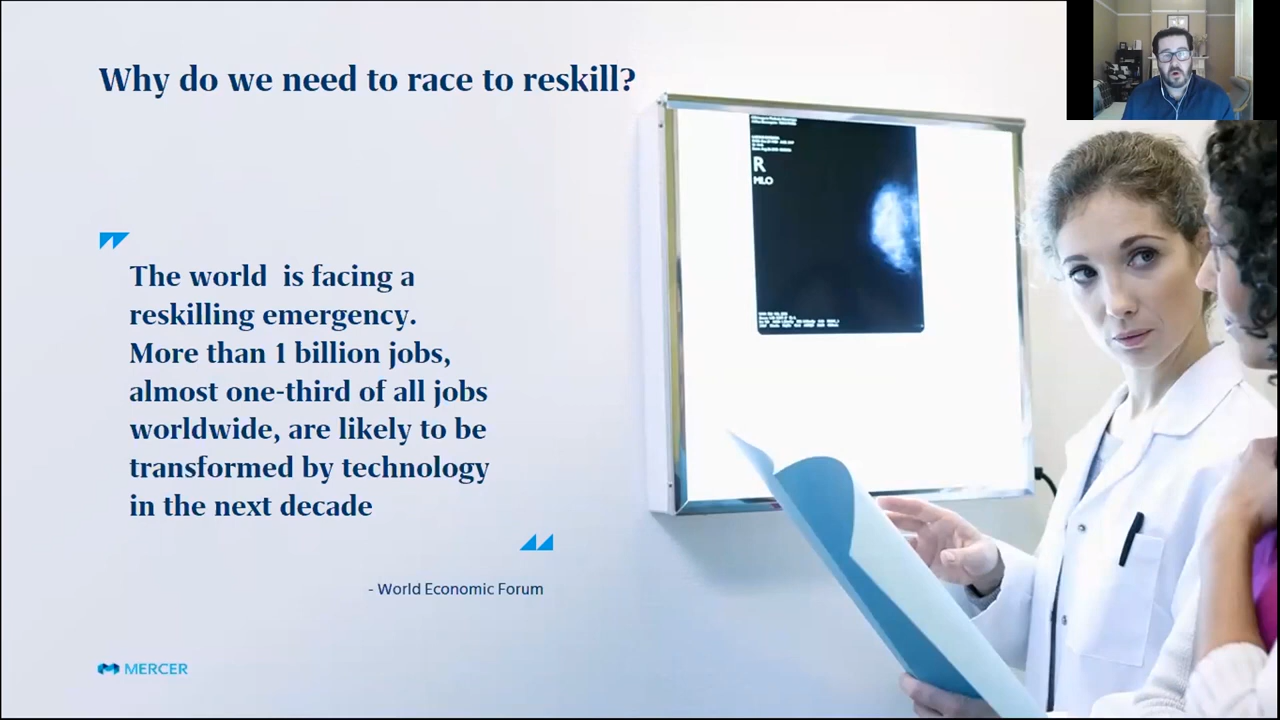 Why do we need to race to reskill?
The world is facing a
reskilling emergency.
More than 1 billion jobs,
almost one-third of all jobs
worldwide, are likely to be
transformed by technology
in the next decade
- World Economic Forum
MERCER
R
MLO